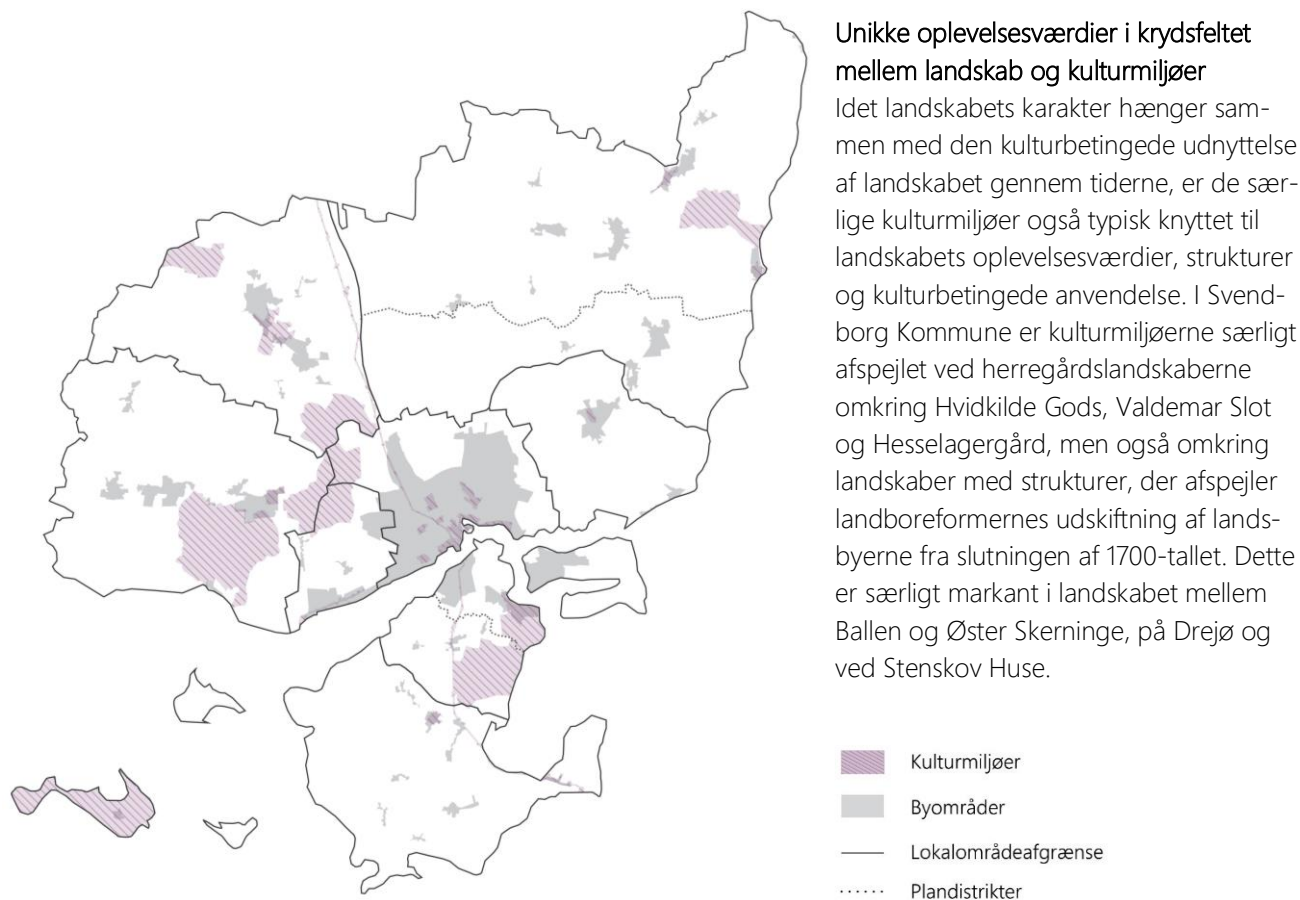 Unikke oplevelsesværdier i krydsfeltet
mellem landskab og kulturmiljøer
Idet landskabets karakter hænger sam-
men med den kulturbetingede udnyttelse
af landskabet gennem tiderne, er de sær-
lige kulturmiljøer også typisk knyttet til
landskabets oplevelsesværdier, strukturer
og kulturbetingede anvendelse. I Svend-
borg Kommune er kulturmiljøerne særligt
afspejlet ved herregårdslandskaberne
omkring Hvidkilde Gods, Valdemar Slot
og Hesselagergård, men også omkring
landskaber med strukturer, der afspejler
landboreformernes udskiftning af lands-
byerne fra slutningen af 1700-tallet. Dette
er særligt markant i landskabet mellem
Ballen og Øster Skerninge, på Drejø og
ved Stenskov Huse.
Kulturmiljøer
Byområder
Lokalområdeafgrænse
Plandistrikter